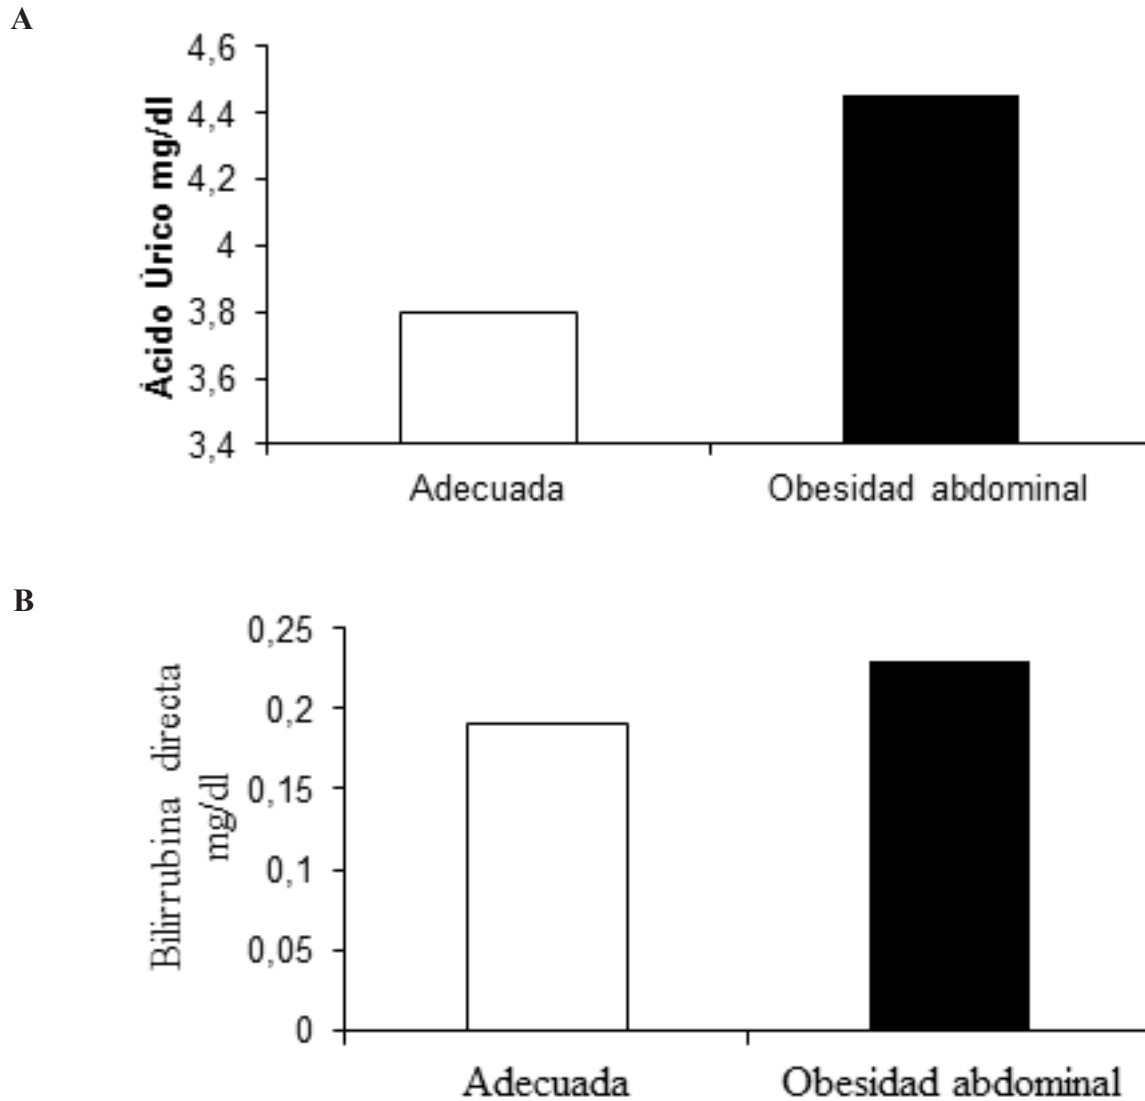 A
4,6
4,4
4,2
4
3,8
3,6
3,4
Ácido Úrico mg/dl
Adecuada
Obesidad abdominal
B
0,25
0,2
0,15
0,1
0,05
0
Bilirrubina directa
mg/dl
Adecuada
Obesidad abdominal